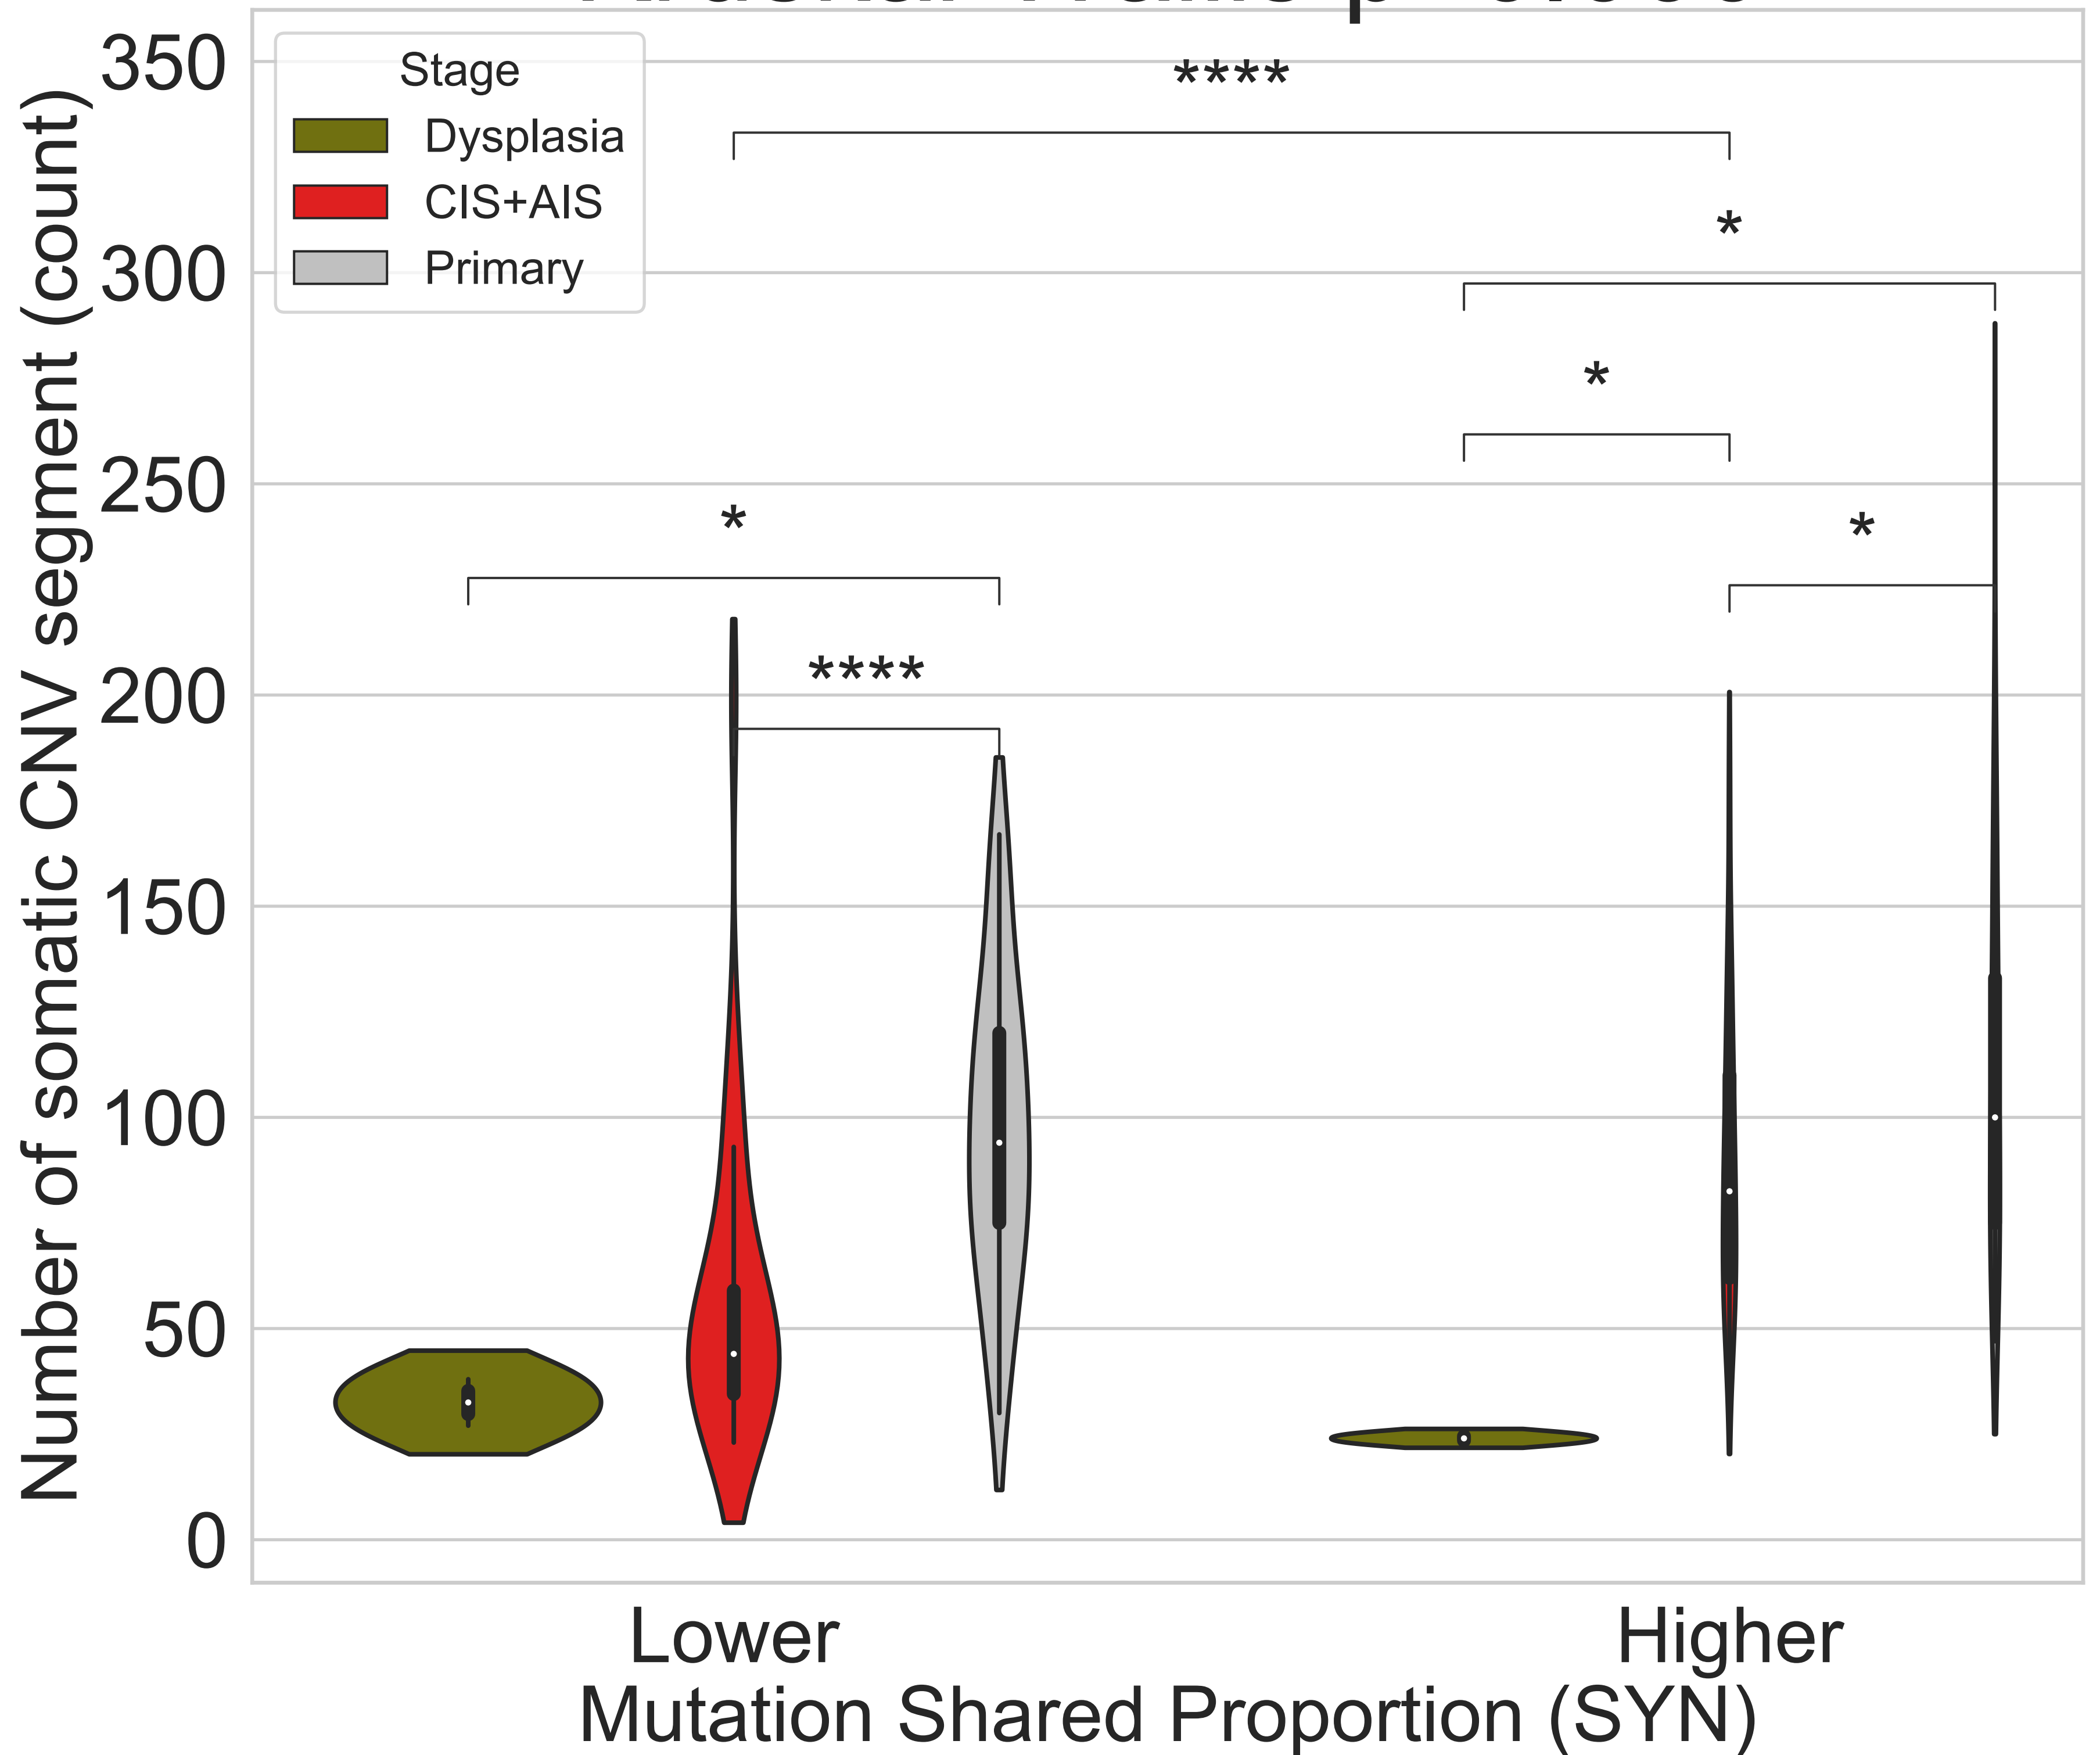 Stage
Dysplasia
CIS+AIS
Primary
****
*
*
*
*
****
350
300
250
200
150
100
50
0
Number of somatic CNV segment (count)
Lower
Higher
Mutation Shared Proportion (SYN)